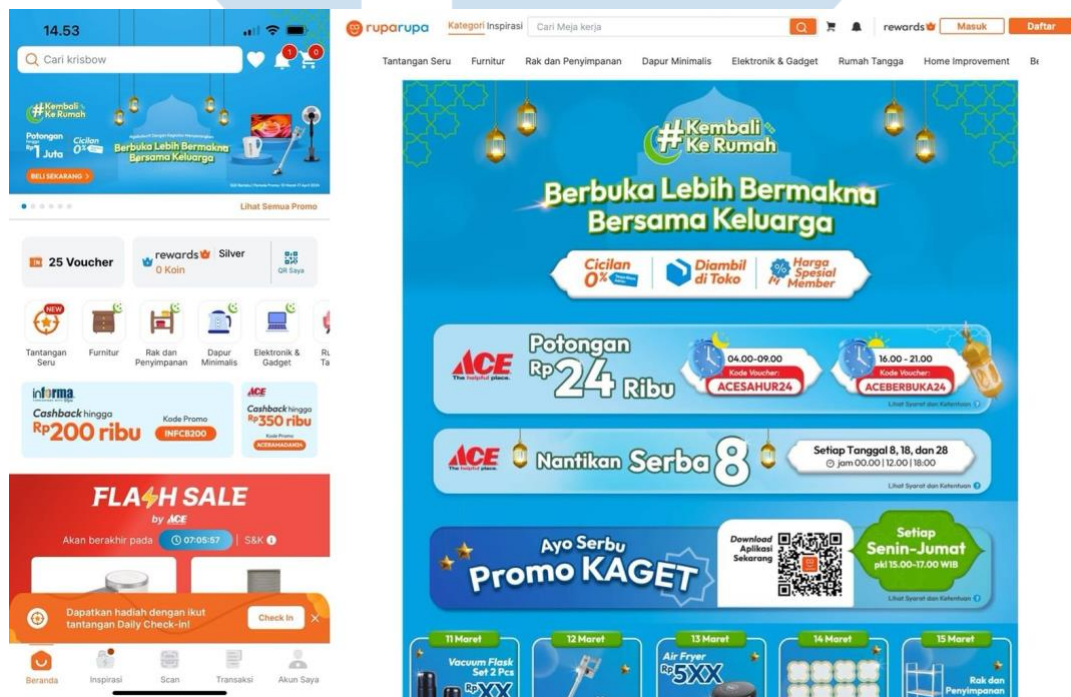 14.53
Cari krisbow
1
0
#Kembali
Ke Rumah
Potongan
hingga
Rp1 Juta
Cicilan
0%
Berbuka Lebih Bermakna
Bersama Keluarga
BELI SEKARANG >
Lihat Semua Promo
25 Voucher
rewards Silver
0 Koin
QR Saya
NEW
Tantangan
Seru
Furnitur
Rak dan
Penyimpanan
Dapur
Minimalis
Elektronik &
Gadget
Ru
Ta
informa
Cashback hingga
Rp200 ribu
Kode Promo
INFCB200
ACE
Cashback hingga
Rp350 ribu
Kode Promo
FLASH SALE
by ACE
Akan berakhir pada 07:05:57 | S&K
Dapatkan hadiah dengan ikut
tantangan Daily Check-in!
Check In
Beranda
Inspirasi
Scan
Transaksi
Akun Saya
ruparupa
Kategori Inspirasi
Cari Meja kerja
rewards
Masuk
Daftar
Tantangan Seru
Furnitur
Rak dan Penyimpanan
Dapur Minimalis
Elektronik & Gadget
Rumah Tangga
Home Improvement
Be
#Kembali
Ke Rumah
Berbuka Lebih Bermakna
Bersama Keluarga
Cicilan
0%
Diambil
di Toko
Harga
Spesial
Member
ACE
The helpful place.
Potongan
Rp24 Ribu
04.00-09.00
Kode Voucher:
ACESAHUR24
16.00 - 21.00
Kode Voucher:
ACEBERBUKA24
Lihat Syarat dan Ketentuan
ACE
The helpful place.
Nantikan Serba 8
Setiap Tanggal 8, 18, dan 28
jam 00.00 | 12.00 | 18:00
Lihat Syarat dan Ketentuan
Ayo Serbu
Promo KAGET
Download
Aplikasi
Sekarang
Setiap
Senin-Jumat
pkl 15.00-17.00 WIB
Lihat Syarat dan Ketentuan
11 Maret
Vacuum Flask
Set 2 Pcs
RpXX
12 Maret
13 Maret
Air Fryer
Rp5XX
14 Maret
15 Maret
Rak dan
Penyimpanan